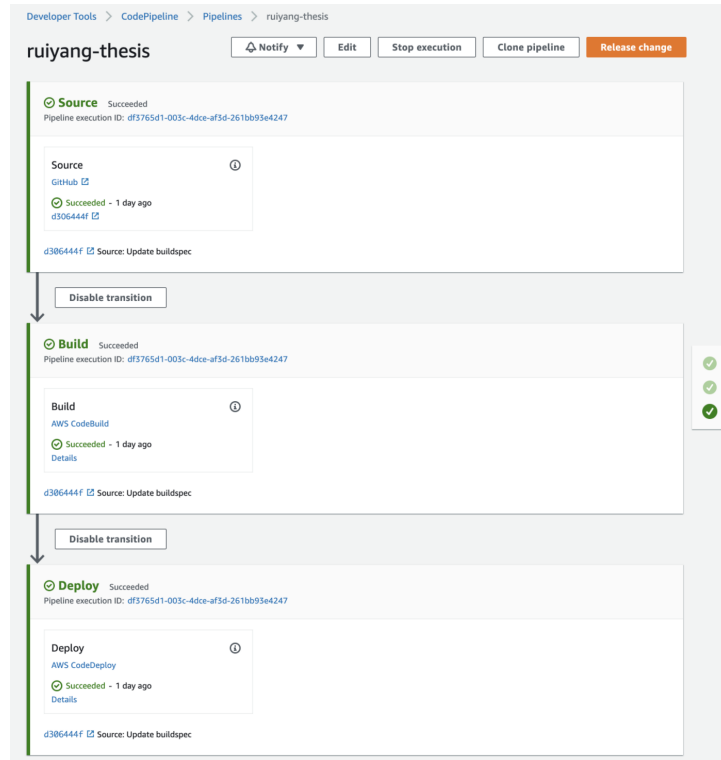 Developer Tools > CodePipeline > Pipelines > ruiyang-thesis
ruiyang-thesis
Notify ▼ Edit Stop execution Clone pipeline Release change
Source Succeeded
Pipeline execution ID: df3765d1-003c-4dce-af3d-261bb93e4247
Source
GitHub
Succeeded - 1 day ago
d306444f
d306444f Source: Update buildspec
Disable transition
Build Succeeded
Pipeline execution ID: df3765d1-003c-4dce-af3d-261bb93e4247
Build
AWS CodeBuild
Succeeded - 1 day ago
Details
d306444f Source: Update buildspec
Disable transition
Deploy Succeeded
Pipeline execution ID: df3765d1-003c-4dce-af3d-261bb93e4247
Deploy
AWS CodeDeploy
Succeeded - 1 day ago
Details
d306444f Source: Update buildspec